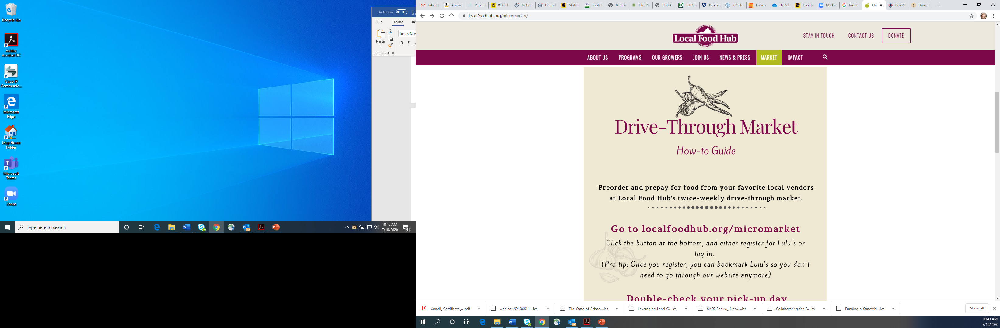 Recycle Bin
Adobe
Acrobat DC
Cisco IP
Communic...
Microsoft
Edge
Map Home
Folder
Microsoft
Teams
Zoom
AutoSave Off
File Home Ins
Times New
Paste
B I U
Clipboard
Type here to search
10:43 AM
7/10/2020
41
Inbox ( Amazo Paper #DoTh Nation Deep- MSD P Tools f 18th A The Pr USDA 10 Prin Busine i8751e Food e LRFS C Facilita My Pro farmer Dri Gov21 Drive-T
localfoodhub.org/micromarket/
Local Food Hub
STAY IN TOUCH CONTACT US DONATE
ABOUT US PROGRAMS OUR GROWERS JOIN US NEWS & PRESS MARKET IMPACT
Drive-Through Market
How-to Guide
Preorder and prepay for food from your favorite local vendors
at Local Food Hub's twice-weekly drive-through market.
Go to localfoodhub.org/micromarket
Click the button at the bottom, and either register for Lulu's or
log in.
(Pro tip: Once you register, you can bookmark Lulu's so you don't
need to go through our website anymore)
Double-check your pick-up day
Conell_ Certificate_....pdf webinar-92406611....ics The-State-of-Schoo....ics Leveraging-Land-G....ics SAFS-Forum_-Netw....ics Collaborating-for-F....ics Funding-a-Statewid....ics Show all
10:43 AM
7/10/2020